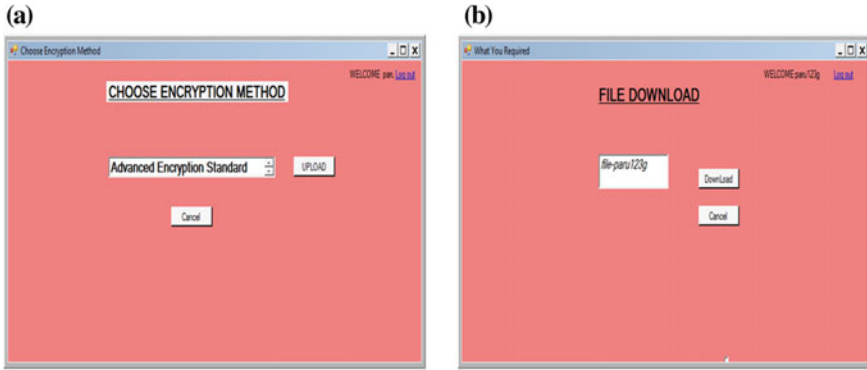 (a)
Choose Encryption Method
WELCOME paru Log out
CHOOSE ENCRYPTION METHOD
Advanced Encryption Standard
UPLOAD
Cancel
(b)
What You Required
WELCOME:paru123g Log out
FILE DOWNLOAD
file-paru123g
DownLoad
Cancel